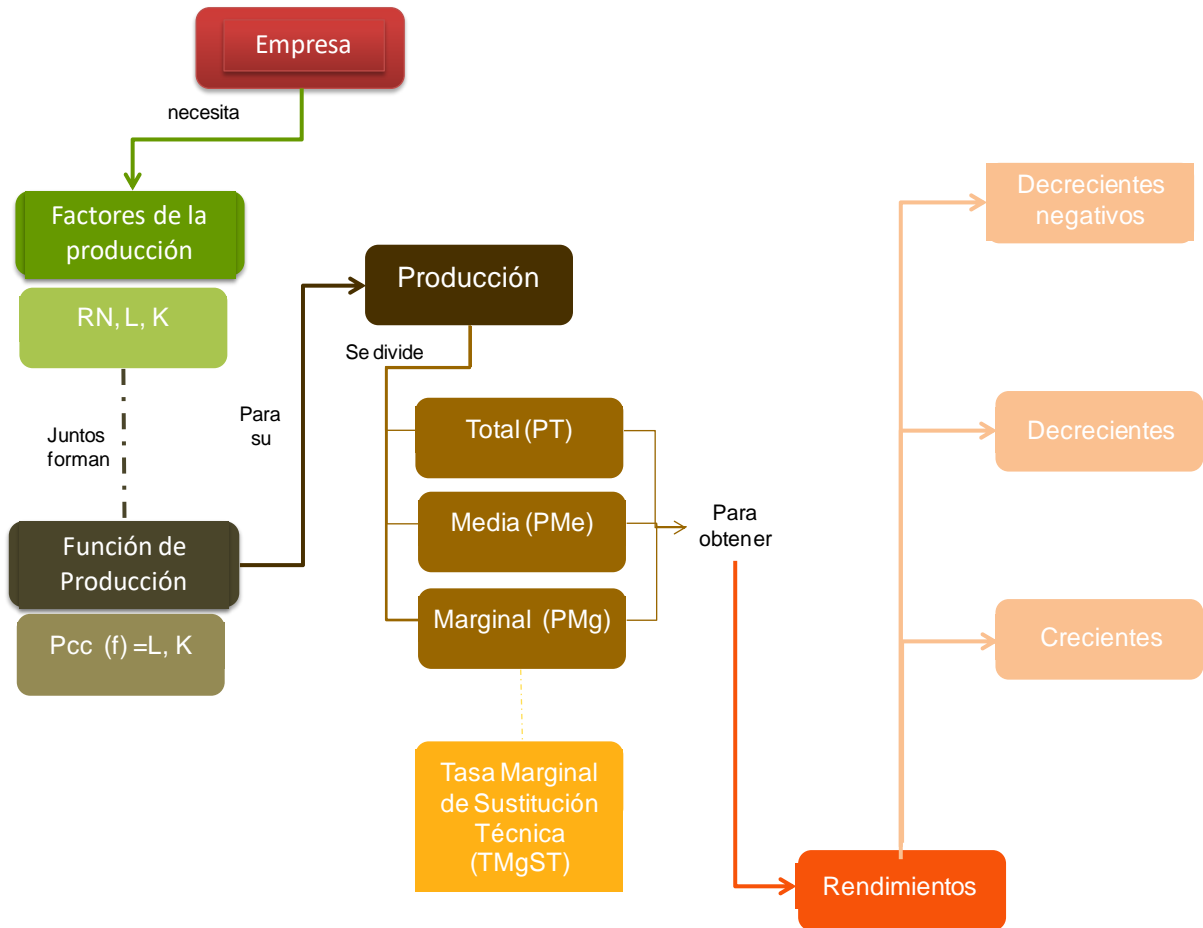 Empresa
necesita
Factores de la
producción
RN, L, K
Juntos
forman
Función de
Producción
Pcc (f) =L, K
Para
su
Producción
Se divide
Total (PT)
Media (PMe)
Marginal (PMg)
Tasa Marginal
de Sustitución
Técnica
(TMgST)
Para
obtener
Rendimientos
Decrecientes
negativos
Decrecientes
Crecientes